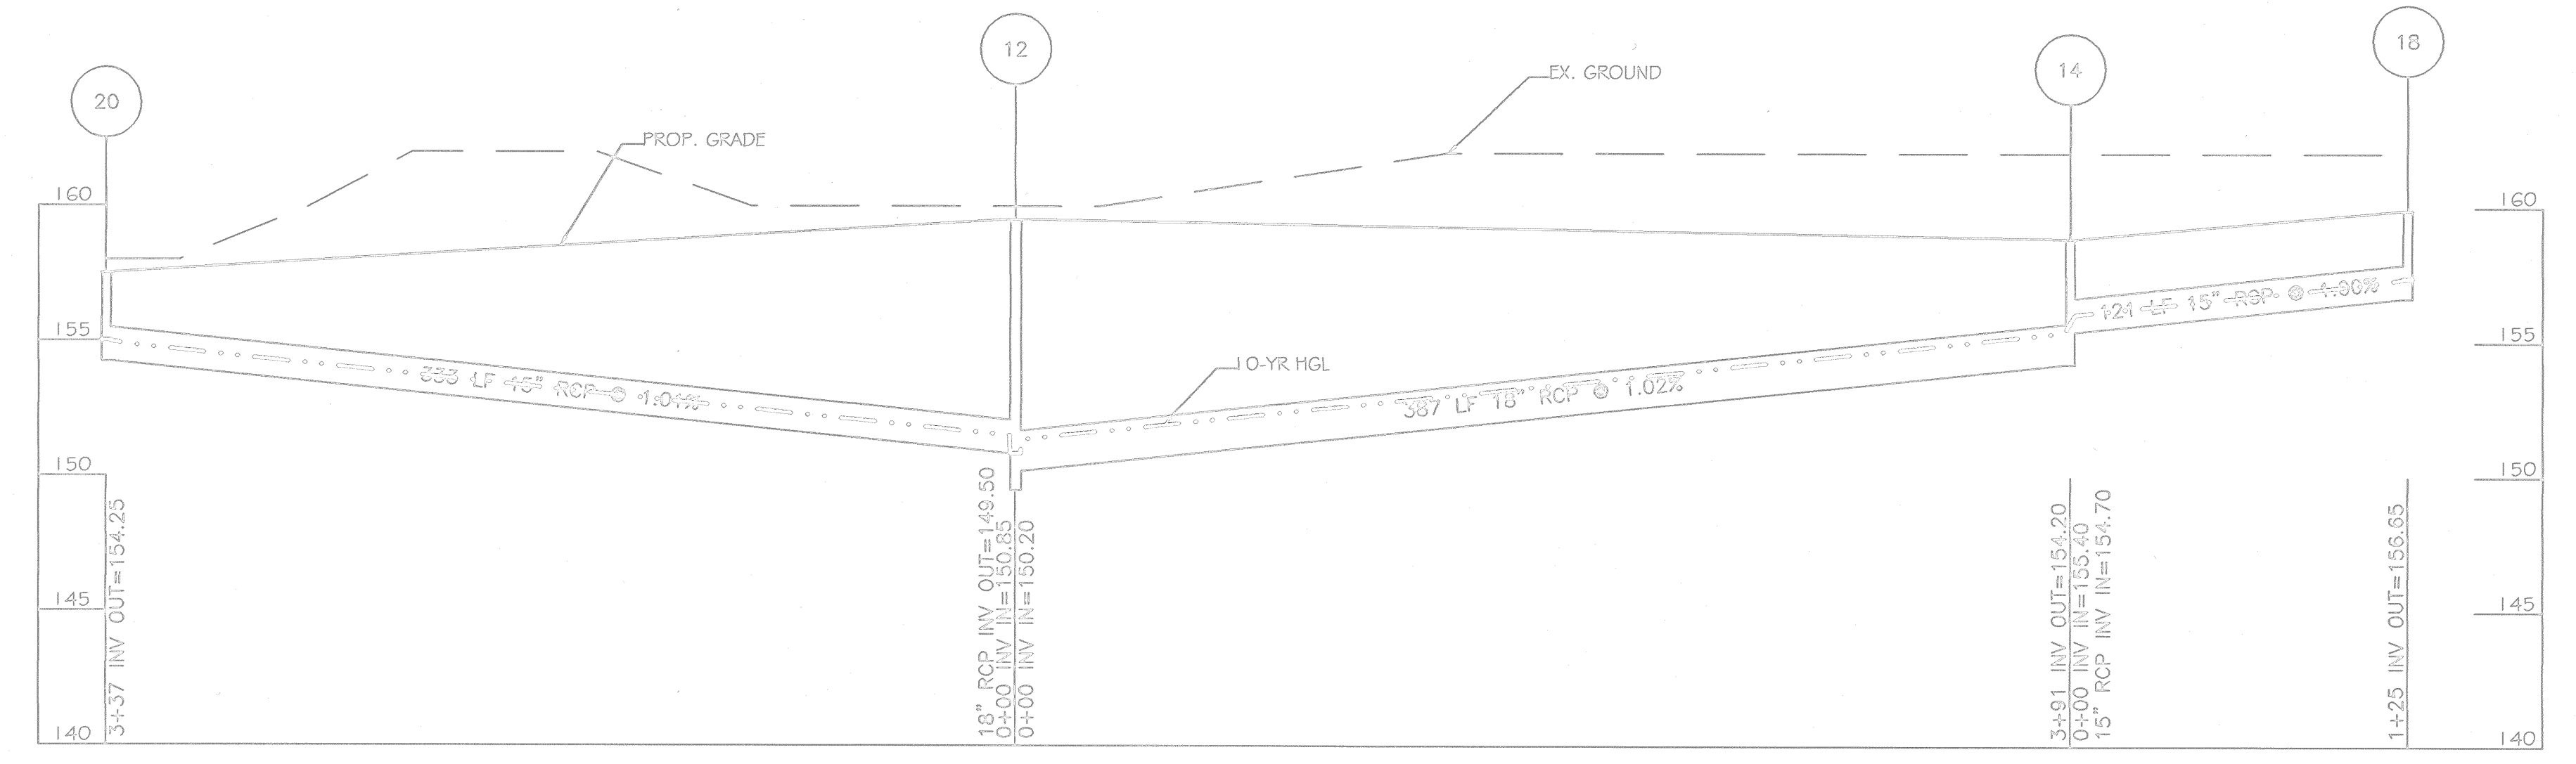 20
12
14
18
EX. GROUND
PROP. GRADE
160
160
155
155
121 LF 15" RCP @ 1.90%
10-YR HGL
333 LF 15" RCP @ 1.01%
387 LF 18" RCP @ 1.02%
150
150
145
145
140
140
3+37 INV OUT=154.25
18" RCP INV OUT=149.50
0+00 INV IN=150.85
0+00 INV IN=150.20
3+91 INV OUT=154.20
0+00 INV IN=155.40
15" RCP INV IN=154.70
1+25 INV OUT=156.65